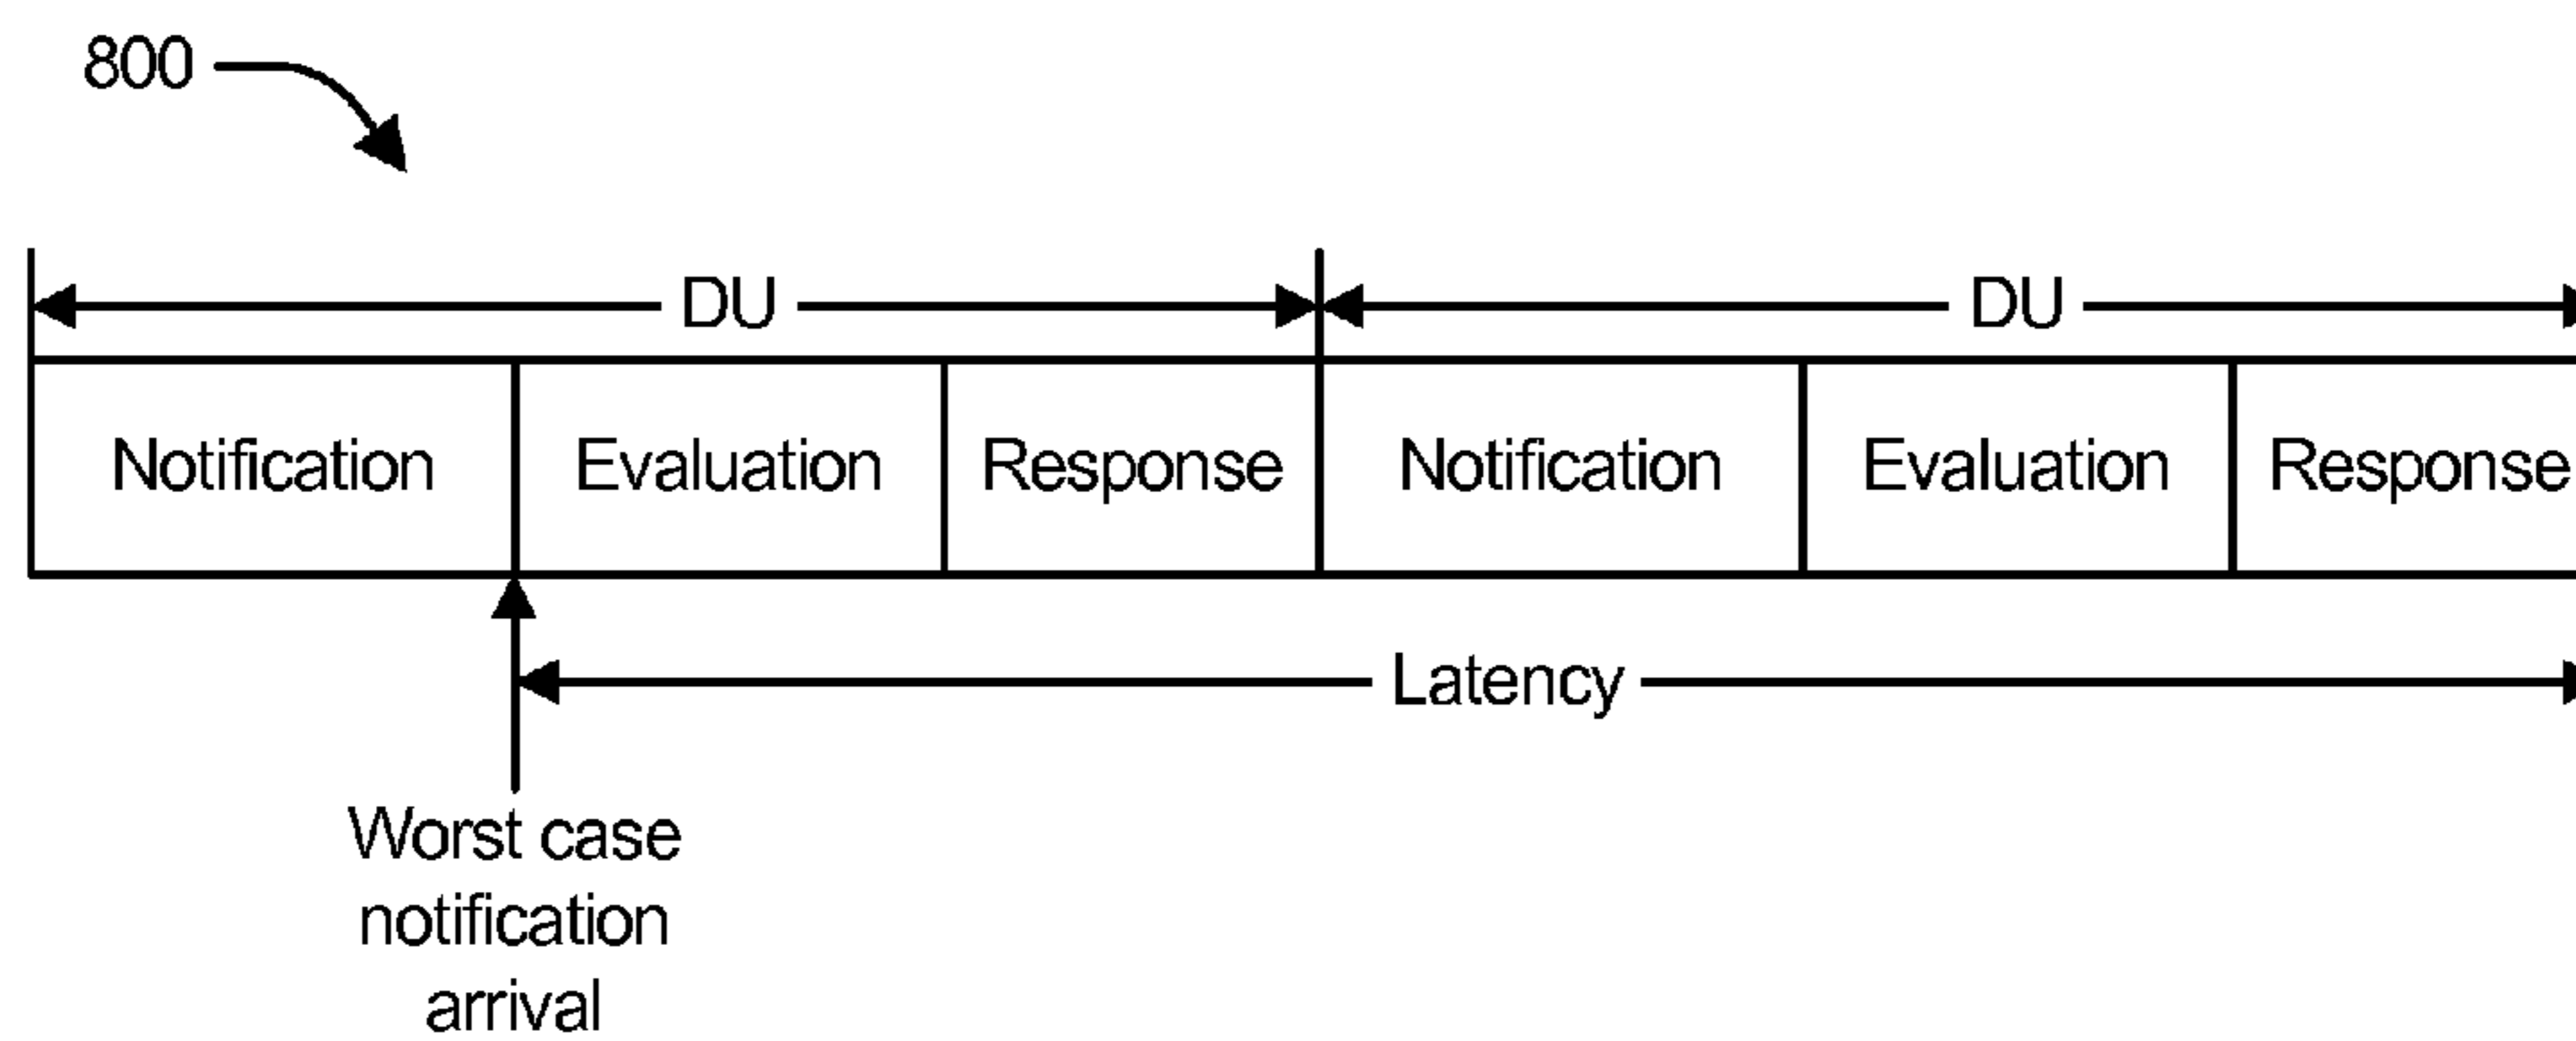 800
DU DU
Notification Evaluation Response Notification Evaluation Response
Latency
Worst case
notification
arrival